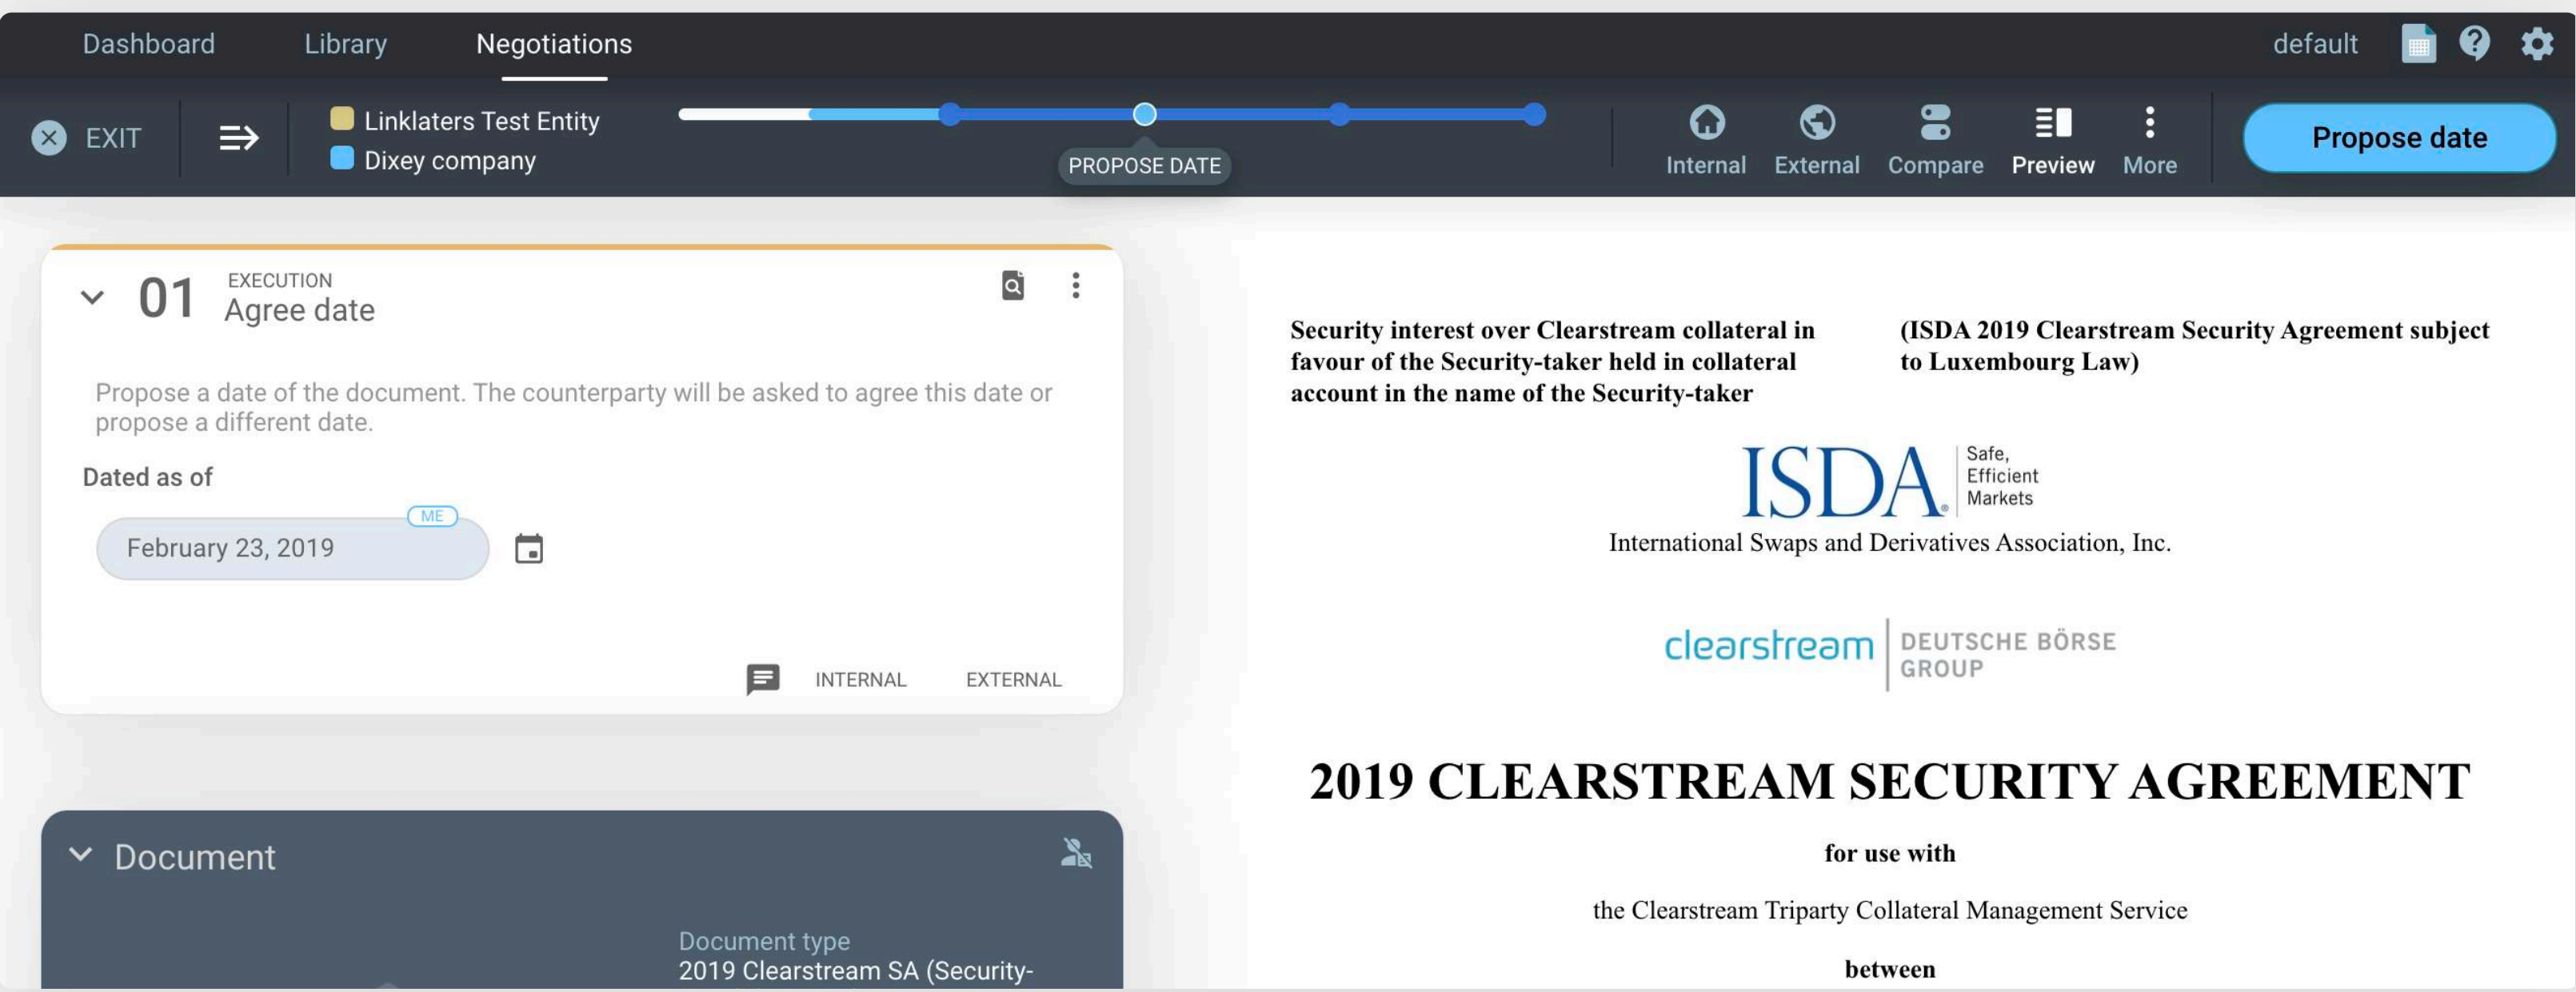 Dashboard Library Negotiations default
EXIT
Linklaters Test Entity
Dixey company
PROPOSE DATE
Internal External Compare Preview More
Propose date
01 EXECUTION
Agree date
Propose a date of the document. The counterparty will be asked to agree this date or
propose a different date.
Dated as of
ME
February 23, 2019
INTERNAL EXTERNAL
Document
Document type
2019 Clearstream SA (Security-
Security interest over Clearstream collateral in
favour of the Security-taker held in collateral
account in the name of the Security-taker
(ISDA 2019 Clearstream Security Agreement subject
to Luxembourg Law)
ISDA®
Safe,
Efficient
Markets
International Swaps and Derivatives Association, Inc.
clearstream
DEUTSCHE BÖRSE
GROUP
2019 CLEARSTREAM SECURITY AGREEMENT
for use with
the Clearstream Triparty Collateral Management Service
between